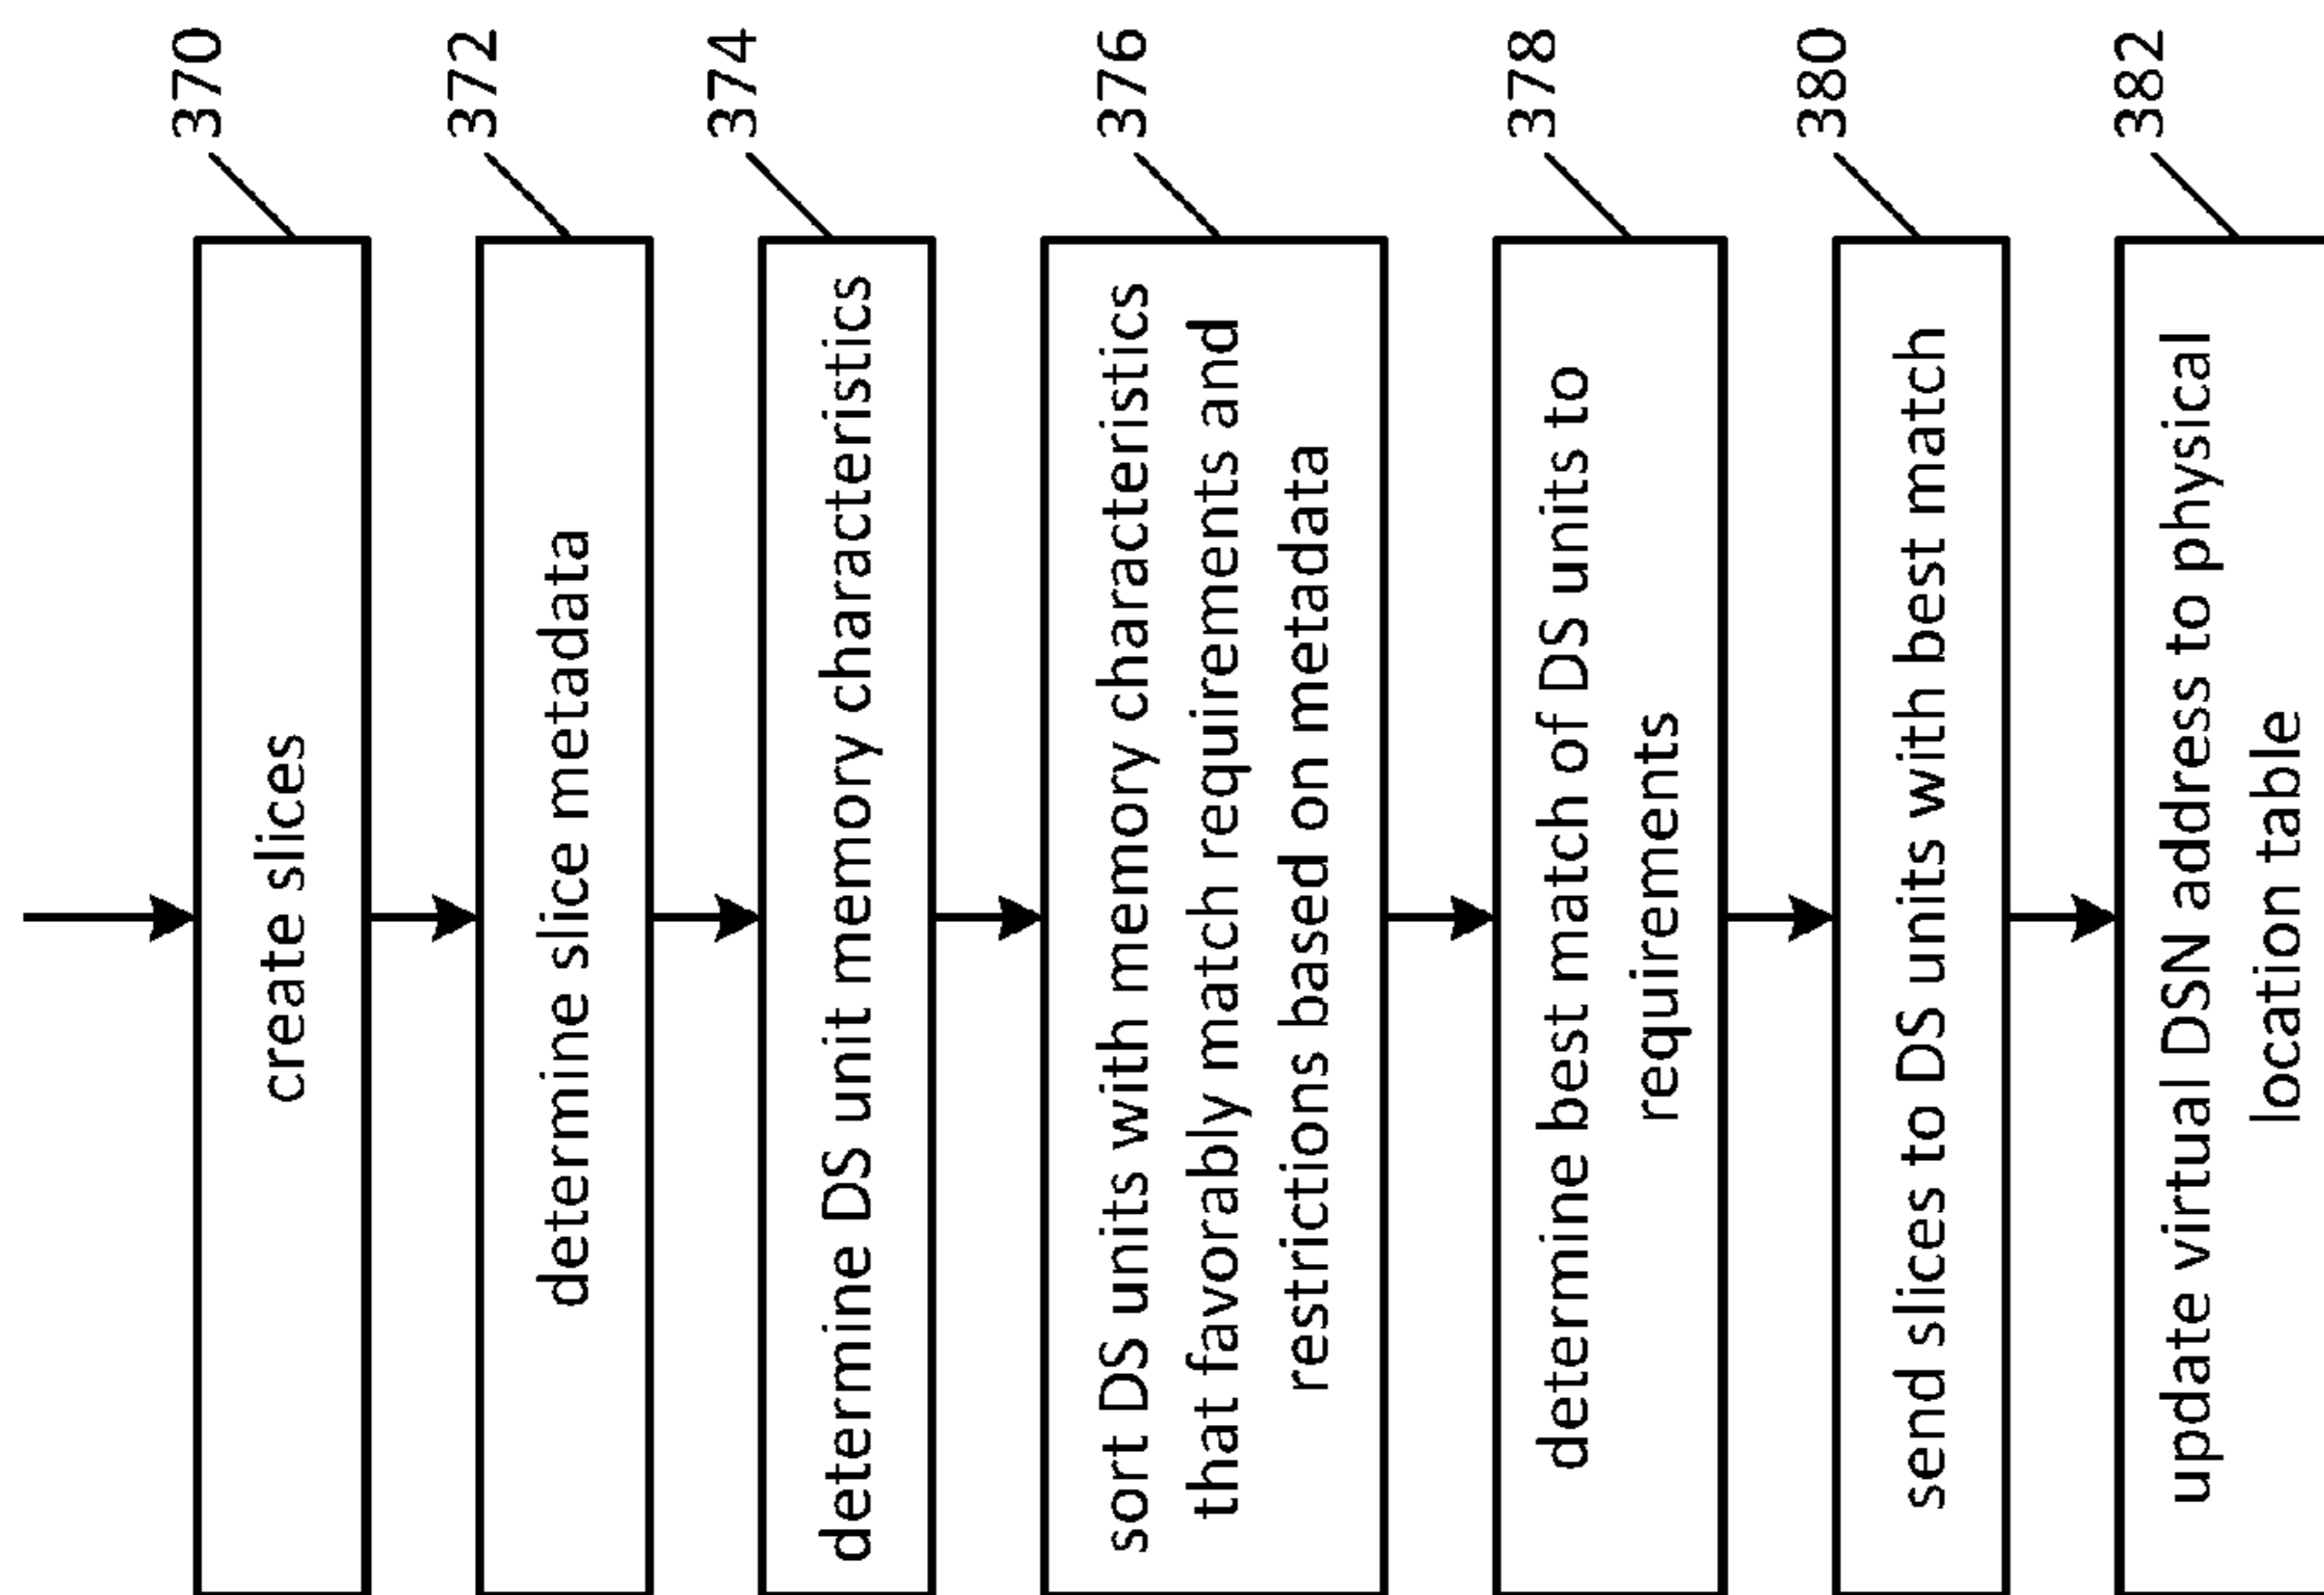 370
create slices
372
determine slice metadata
374
determine DS unit memory characteristics
376
sort DS units with memory characteristics
that favorably match requirements and
restrictions based on metadata
378
determine best match of DS units to
requirements
380
send slices to DS units with best match
382
update virtual DSN address to physical
location table